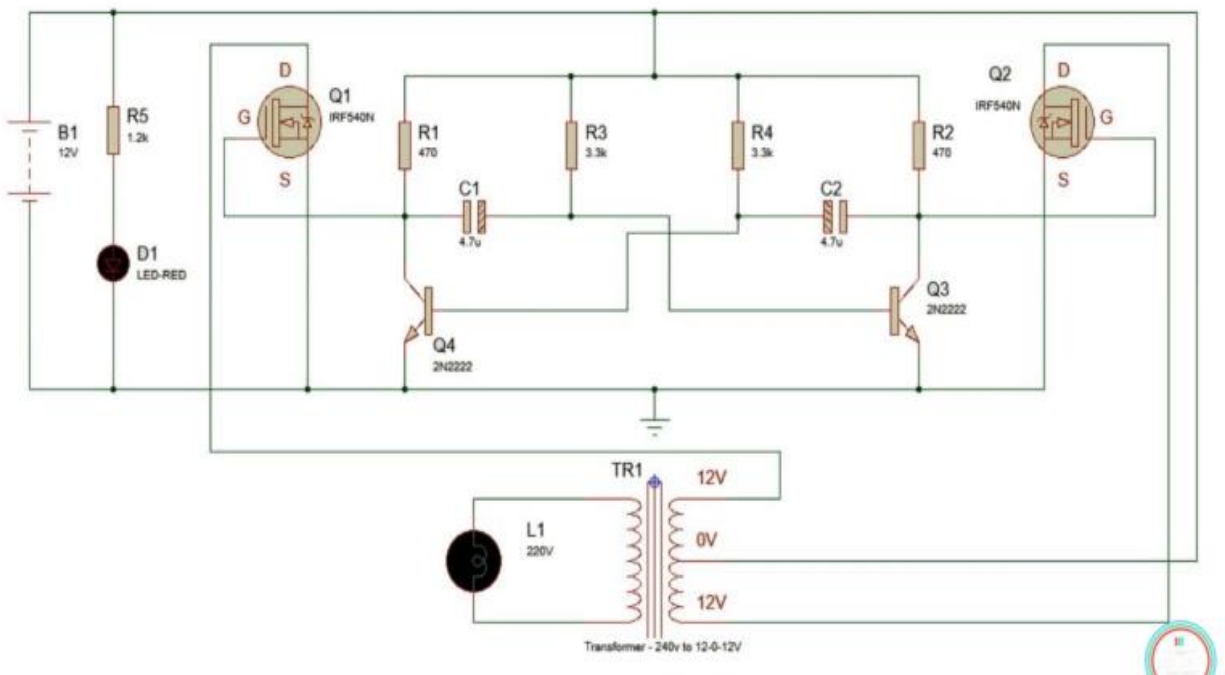 B1
12V
R5
1.2k
D1
LED-RED
D
G
S
Q1
IRF540N
R1
470
C1
4.7u
R3
3.3k
R4
3.3k
C2
4.7u
R2
470
Q2
IRF540N
D
G
S
Q4
2N2222
Q3
2N2222
TR1
12V
0V
12V
L1
220V
Transformer - 240v to 12-0-12V